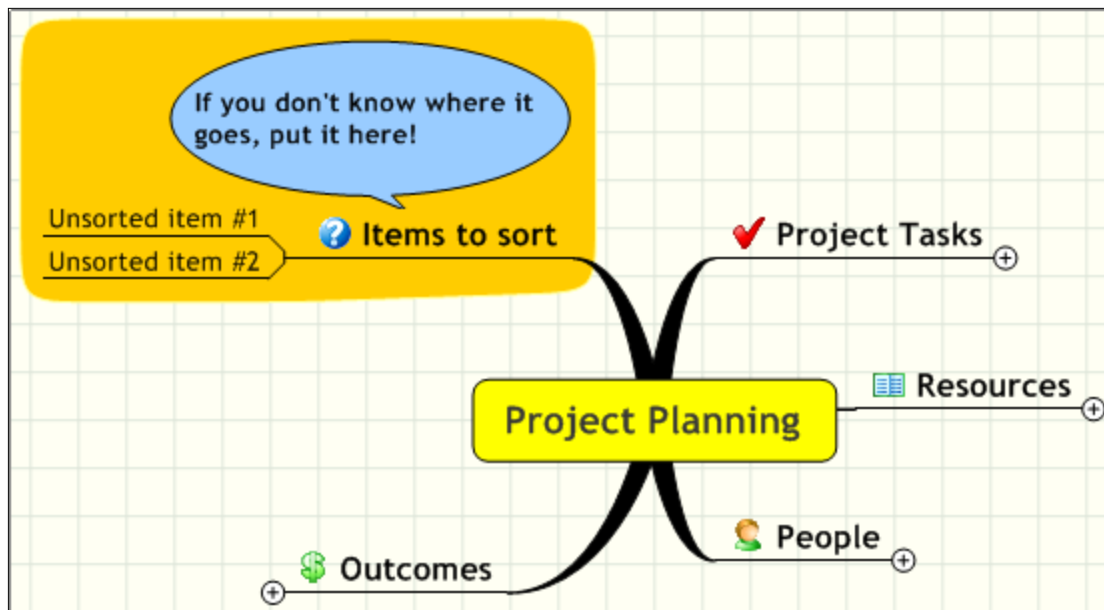 If you don't know where it
goes, put it here!
Unsorted item #1
Unsorted item #2
Items to sort
Project Tasks
Resources
Project Planning
People
Outcomes